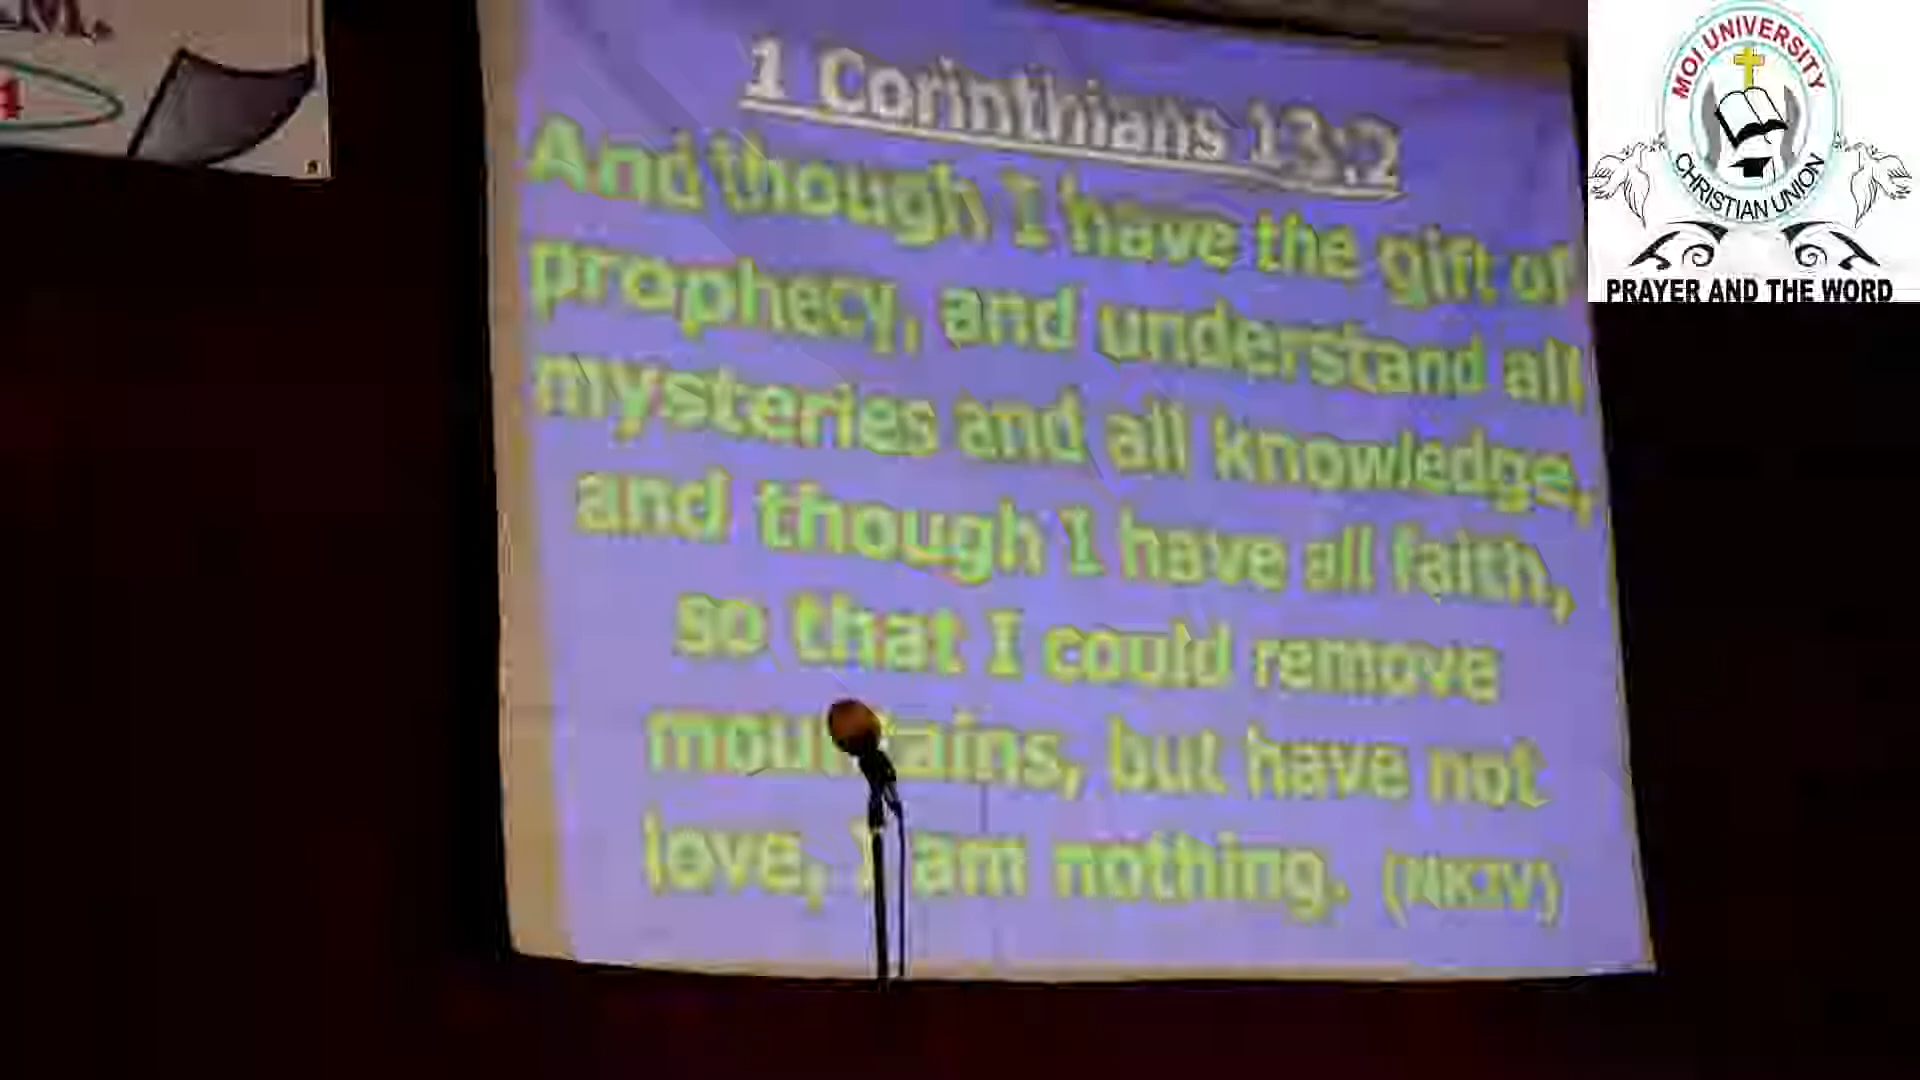 M.
1 Corinthians 13:2
And though I have the gift of
prophecy, and understand all
mysteries and all knowledge,
and though I have all faith,
so that I could remove
mountains, but have not
love, I am nothing. (NKJV)
MOI UNIVERSITY
CHRISTIAN UNION
PRAYER AND THE WORD